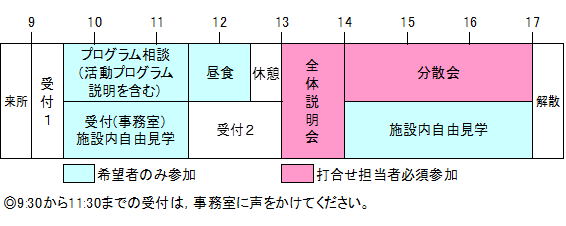 9 10 11 12 13 14 15 16 17
来所
受付1
プログラム相談
(活動プログラム
説明を含む)
昼食
休憩
全体説明会
分散会
解散
受付(事務室)
施設内自由見学
受付2
施設内自由見学
希望者のみ参加
打合せ担当者必須参加
◎9:30から11:30までの受付は，事務室に声をかけてください。